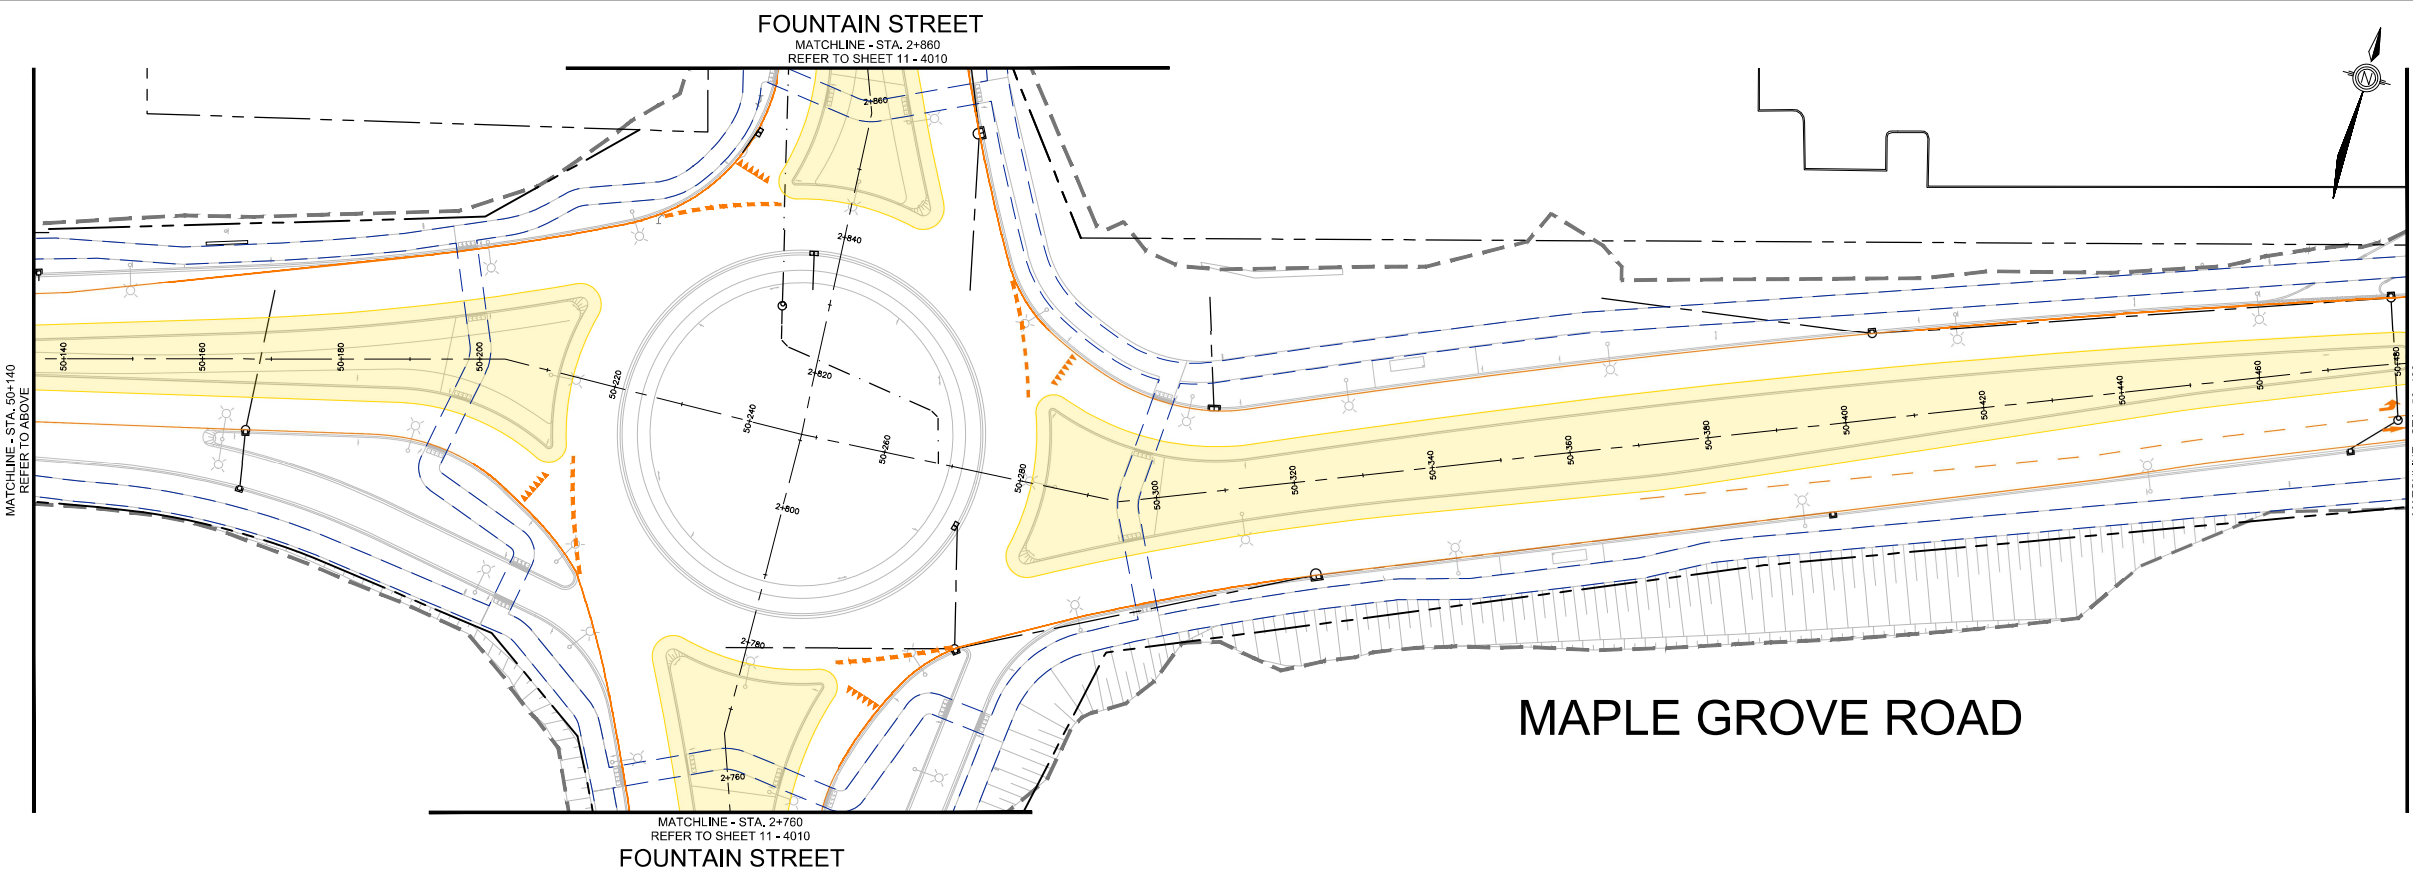 FOUNTAIN STREET
MATCHLINE - STA. 2+860
REFER TO SHEET 11 - 4010
N
2+860
2+840
2+820
2+800
2+780
2+760
MATCHLINE - STA. 50+140
REFER TO ABOVE
50+140
50+160
50+180
50+200
50+220
50+240
50+260
50+280
50+300
50+320
50+340
50+360
50+380
50+400
50+420
50+440
50+460
50+480
MAPLE GROVE ROAD
MATCHLINE - STA. 2+760
REFER TO SHEET 11 - 4010
FOUNTAIN STREET